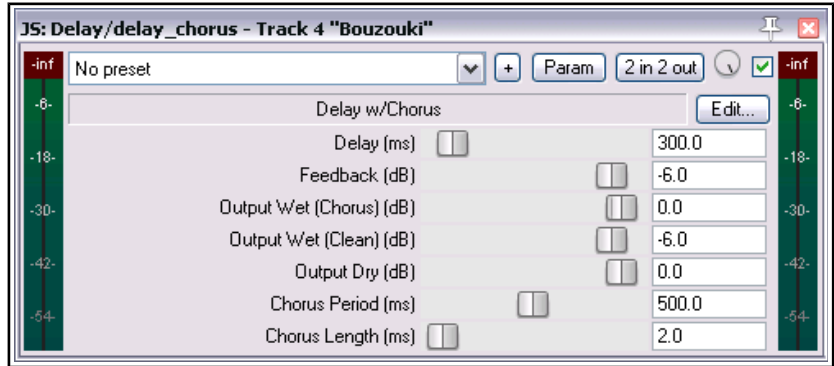 JS: Delay/delay_chorus - Track 4 "Bouzouki"
-inf No preset + Param 2 in 2 out -inf
-6- Delay w/Chorus Edit... -6-
Delay (ms) 300.0
-18- -18-
Feedback (dB) -6.0
-30- Output Wet (Chorus) (dB) 0.0 -30-
Output Wet (Clean) (dB) -6.0
-42- Output Dry (dB) 0.0 -42-
Chorus Period (ms) 500.0
-54- -54-
Chorus Length (ms) 2.0